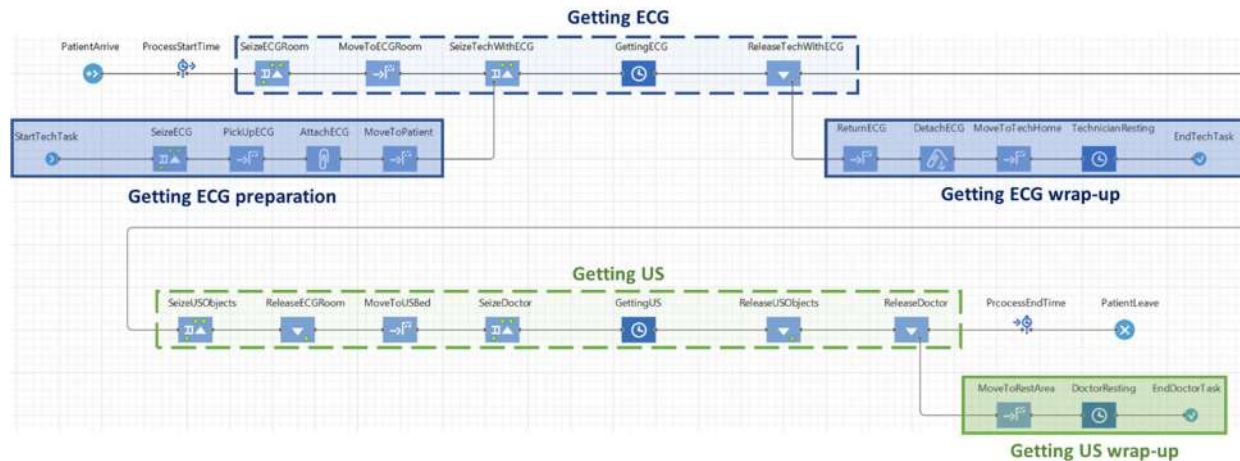 Getting ECG
PatientArrive ProcessStartTime SeizeECGRoom MoveToECGRoom SeizeTechWithECG GettingECG ReleaseTechWithECG
StartTechTask SeizeECG PickUpECG AttachECG MoveToPatient ReturnECG DetachECG MoveToTechHome TechnicianResting EndTechTask
Getting ECG preparation Getting ECG wrap-up
Getting US
SeizeUSObjects ReleaseECGRoom MoveToUSBed SeizeDoctor GettingUS ReleaseUSObjects ReleaseDoctor PrcocessEndTime PatientLeave
MoveToRestArea DoctorResting EndDoctorTask
Getting US wrap-up